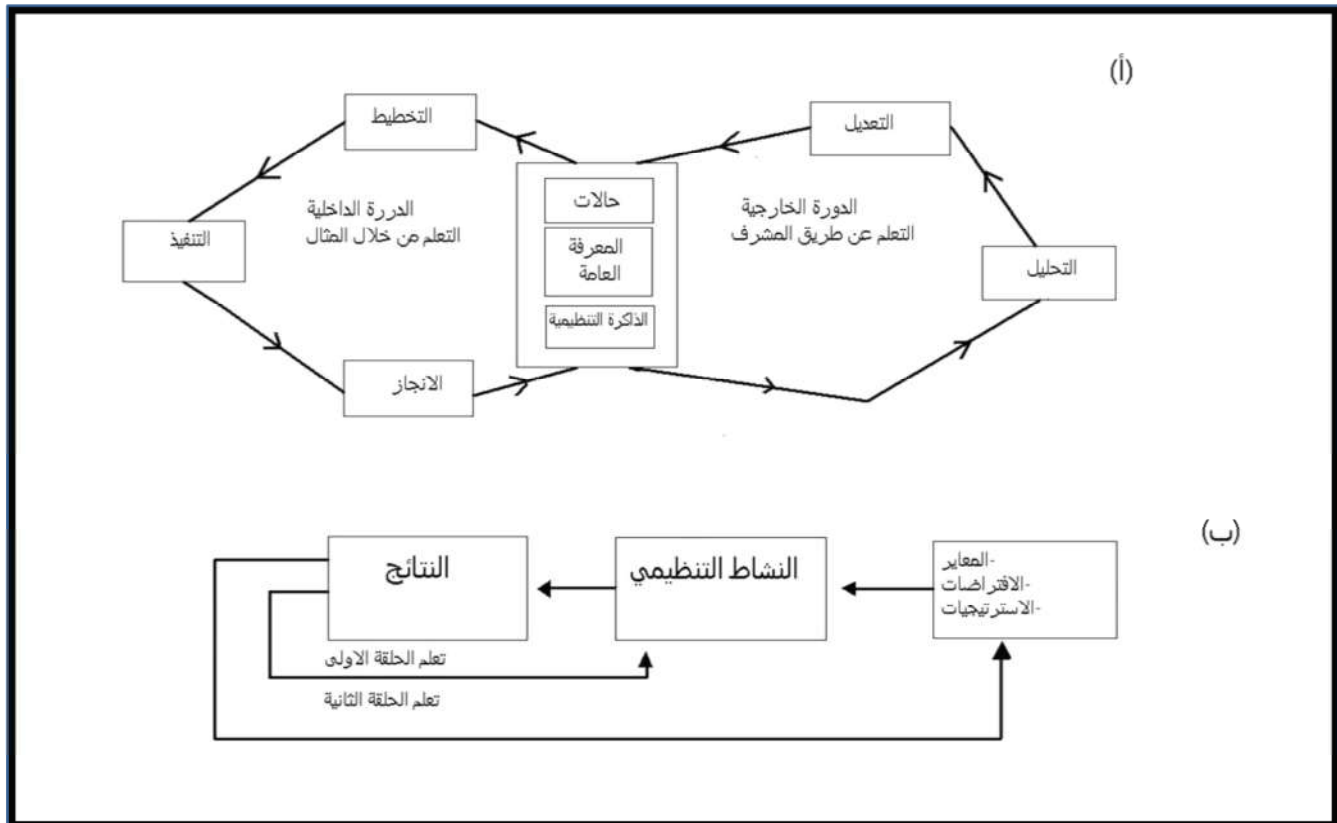 (أ)
التعديل
التخطيط
حالات
المعرفة
العامة
الذاكرة التنظيمية
الدورة الخارجية
التعلم عن طريق المشرف
الدررة الداخلية
التعلم من خلال المثال
التحليل
التنفيذ
الانجاز
(ب)
-المعاير
-الافتراضات
-الاسترتيجيات
النشاط التنظيمي
النتائج
تعلم الحلقة الاولى
تعلم الحلقة الثانية